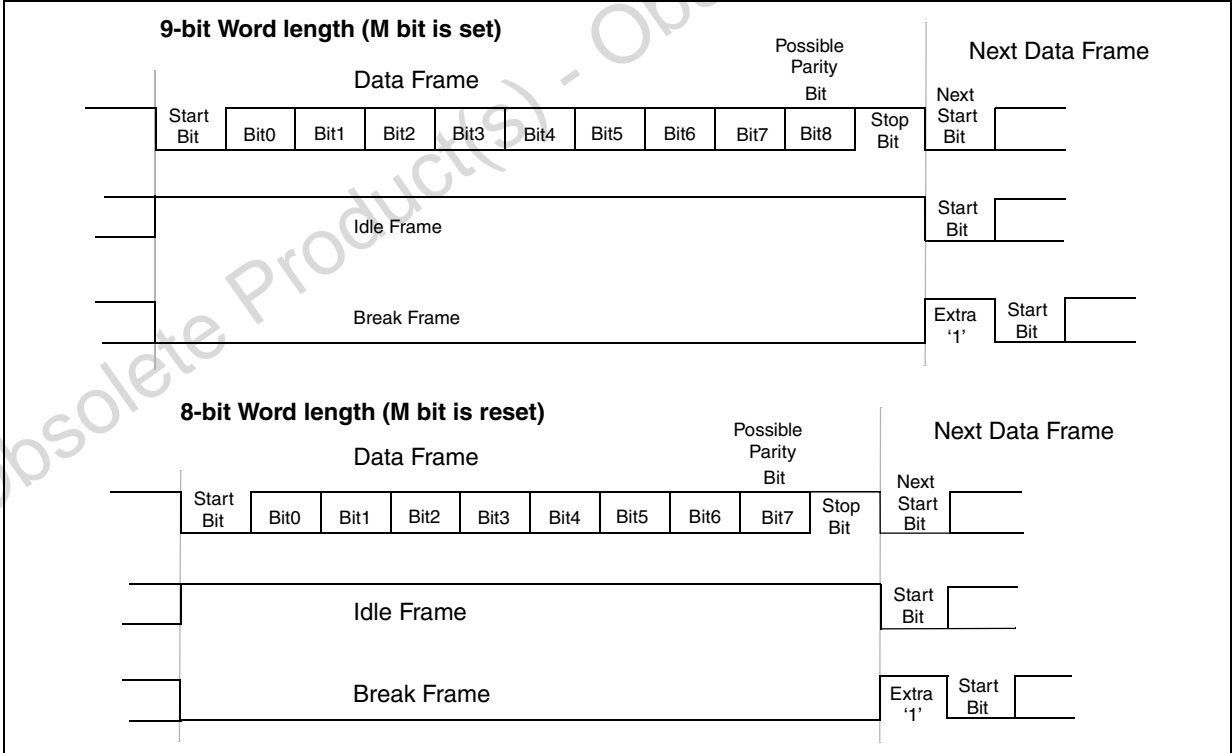 9-bit Word length (M bit is set)
Possible
Parity
Bit
Next Data Frame
Data Frame
Start
Bit
Bit0
Bit1
Bit2
Bit3
Bit4
Bit5
Bit6
Bit7
Bit8
Stop
Bit
Next
Start
Bit
Idle Frame
Start
Bit
Break Frame
Extra
‘1’
Start
Bit
8-bit Word length (M bit is reset)
Possible
Parity
Bit
Next Data Frame
Data Frame
Start
Bit
Bit0
Bit1
Bit2
Bit3
Bit4
Bit5
Bit6
Bit7
Stop
Bit
Next
Start
Bit
Idle Frame
Start
Bit
Break Frame
Extra
‘1’
Start
Bit
Obsolete Product(s) -